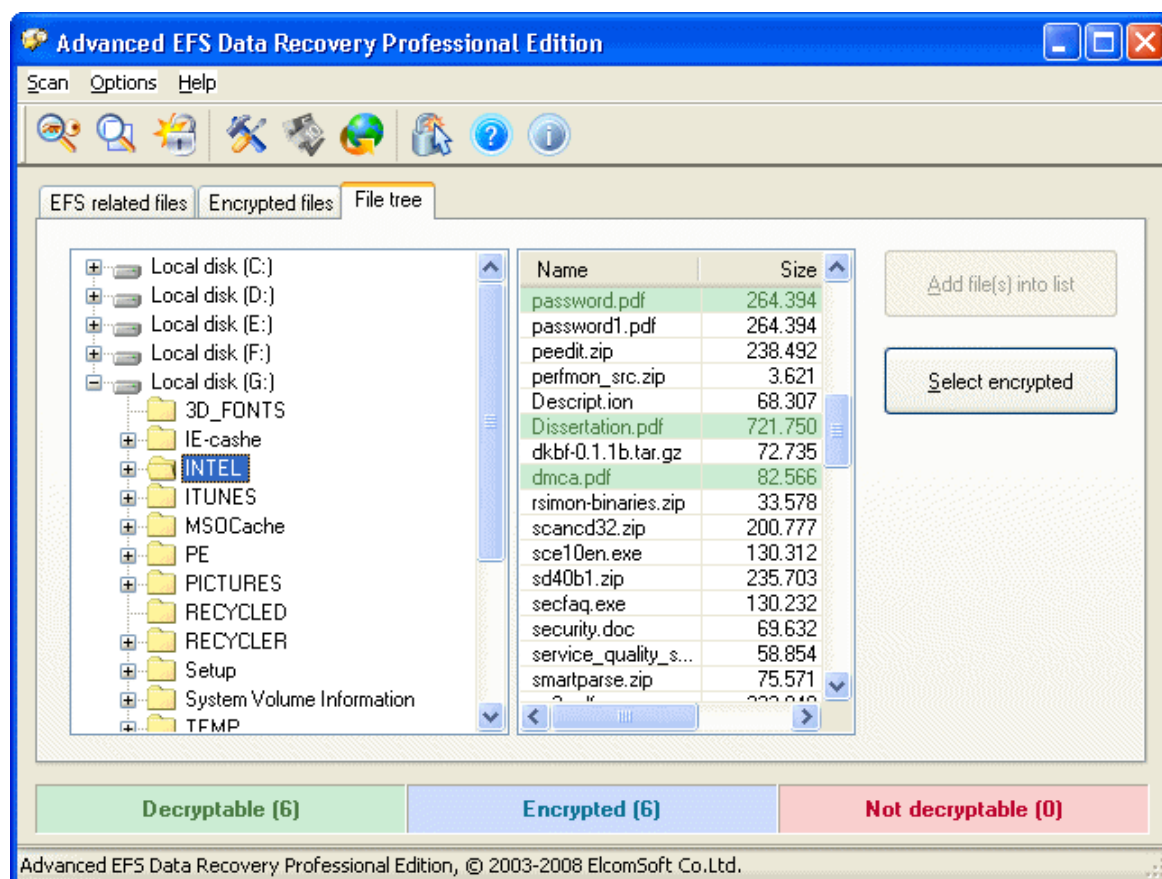 Advanced EFS Data Recovery Professional Edition
Scan Options Help
EFS related files Encrypted files File tree
Local disk (C:)
Local disk (D:)
Local disk (E:)
Local disk (F:)
Local disk (G:)
3D_FONTS
IE-cashe
INTEL
ITUNES
MSOCache
PE
PICTURES
RECYCLED
RECYCLER
Setup
System Volume Information
TEMP
Name Size
password.pdf 264.394
password1.pdf 264.394
peedit.zip 238.492
perfmon_src.zip 3.621
Descript.ion 68.307
Dissertation.pdf 721.750
dkbf-0.1.1b.tar.gz 72.735
dmca.pdf 82.566
rsimon-binaries.zip 33.578
scancd32.zip 200.777
sce10en.exe 130.312
sd40b1.zip 235.703
secfaq.exe 130.232
security.doc 69.632
service_quality_s... 58.854
smartparse.zip 75.571
Add file(s) into list
Select encrypted
Decryptable (6) Encrypted (6) Not decryptable (0)
Advanced EFS Data Recovery Professional Edition, © 2003-2008 ElcomSoft Co.Ltd.